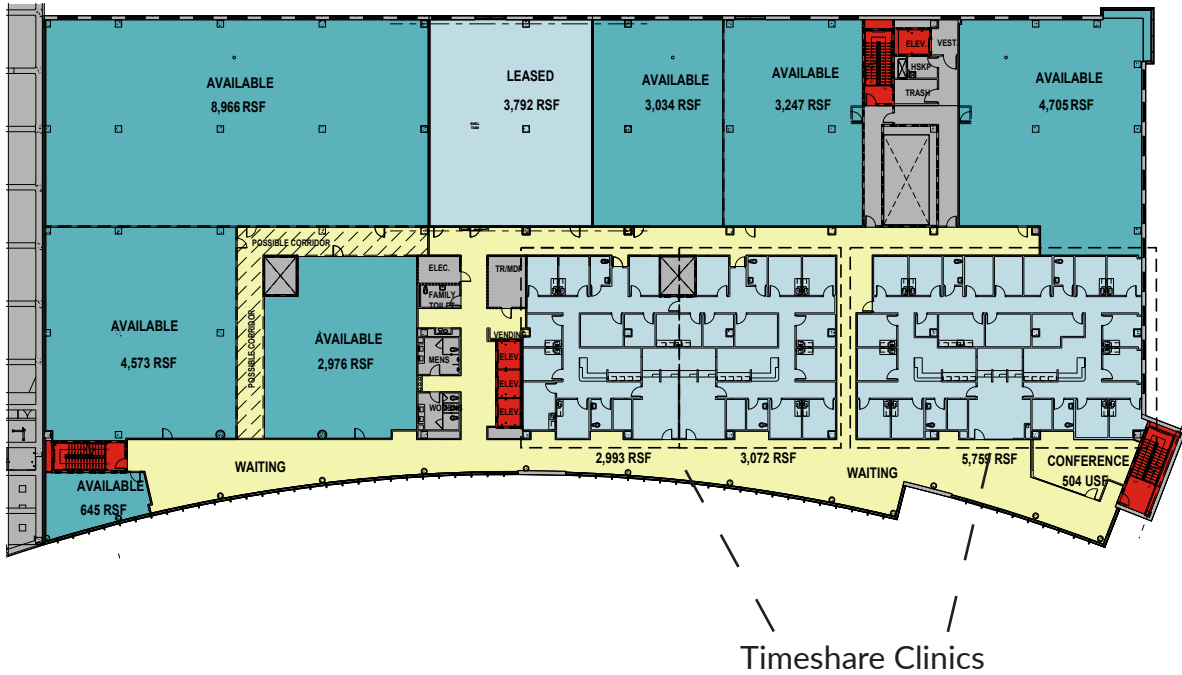 AVAILABLE
8,966 RSF
LEASED
3,792 RSF
AVAILABLE
3,034 RSF
AVAILABLE
3,247 RSF
ELEV.
VEST.
HSKP
TRASH
AVAILABLE
4,705 RSF
POSSIBLE CORRIDOR
POSSIBLE CORRIDOR
AVAILABLE
4,573 RSF
AVAILABLE
2,976 RSF
ELEC.
FAMILY
TOILET
MENS
TR/MDF
VENDING
ELEV.
ELEV.
ELEV.
WAITING
AVAILABLE
645 RSF
2,993 RSF
3,072 RSF
WAITING
5,759 RSF
CONFERENCE
504 USF
Timeshare Clinics